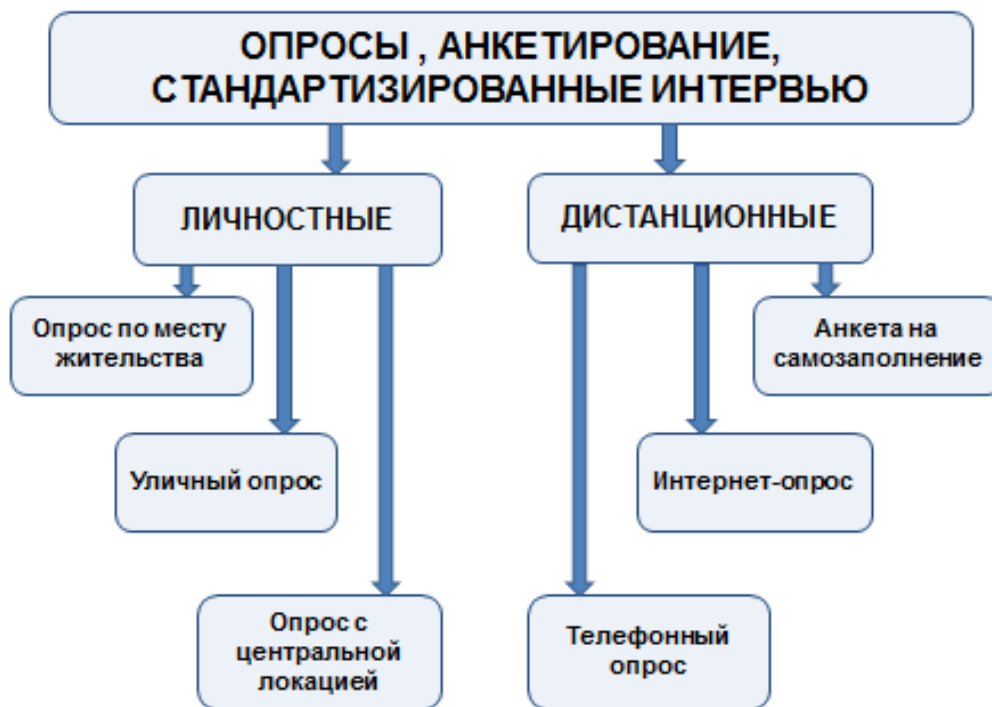 ОПРОСЫ , АНКЕТИРОВАНИЕ,
СТАНДАРТИЗИРОВАННЫЕ ИНТЕРВЬЮ
ЛИЧНОСТНЫЕ
ДИСТАНЦИОННЫЕ
Опрос по месту
жительства
Анкета на
самозаполнение
Уличный опрос
Интернет-опрос
Опрос с
центральной
локацией
Телефонный
опрос